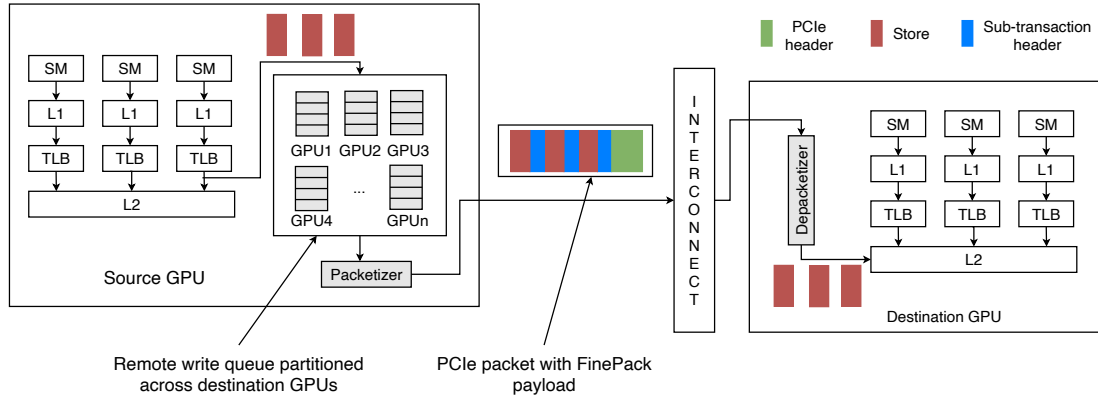 PCIe
header
Store
Sub-transaction
header
SM
SM
SM
L1
L1
L1
TLB
TLB
TLB
L2
GPU1
GPU2
GPU3
...
GPU4
GPUn
Source GPU
Packetizer
INTERCONNECT
Depacketizer
SM
SM
SM
L1
L1
L1
TLB
TLB
TLB
L2
Destination GPU
Remote write queue partitioned
across destination GPUs
PCIe packet with FinePack
payload